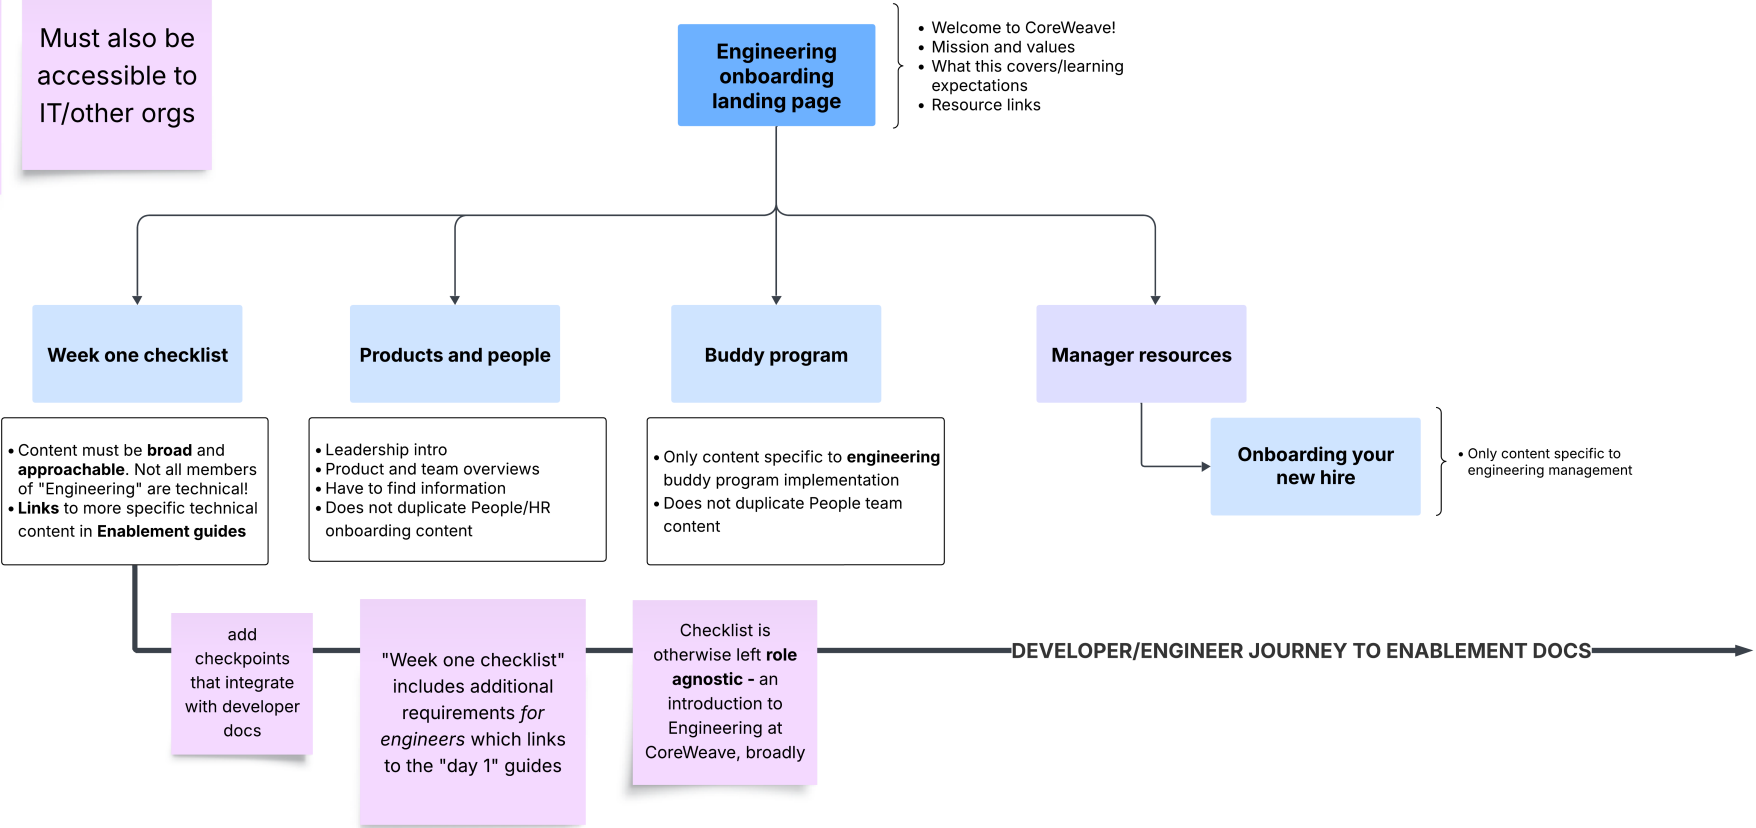 Must also be
accessible to
IT/other orgs
Engineering
onboarding
landing page
• Welcome to CoreWeave!
• Mission and values
• What this covers/learning
expectations
• Resource links
Week one checklist
Products and people
Buddy program
Manager resources
• Content must be broad and
approachable. Not all members
of "Engineering" are technical!
• Links to more specific technical
content in Enablement guides
• Leadership intro
• Product and team overviews
• Have to find information
• Does not duplicate People/HR
onboarding content
• Only content specific to engineering
buddy program implementation
• Does not duplicate People team
content
Onboarding your
new hire
• Only content specific to
engineering management
add
checkpoints
that integrate
with developer
docs
"Week one checklist"
includes additional
requirements for
engineers which links
to the "day 1" guides
Checklist is
otherwise left role
agnostic - an
introduction to
Engineering at
CoreWeave, broadly
DEVELOPER/ENGINEER JOURNEY TO ENABLEMENT DOCS